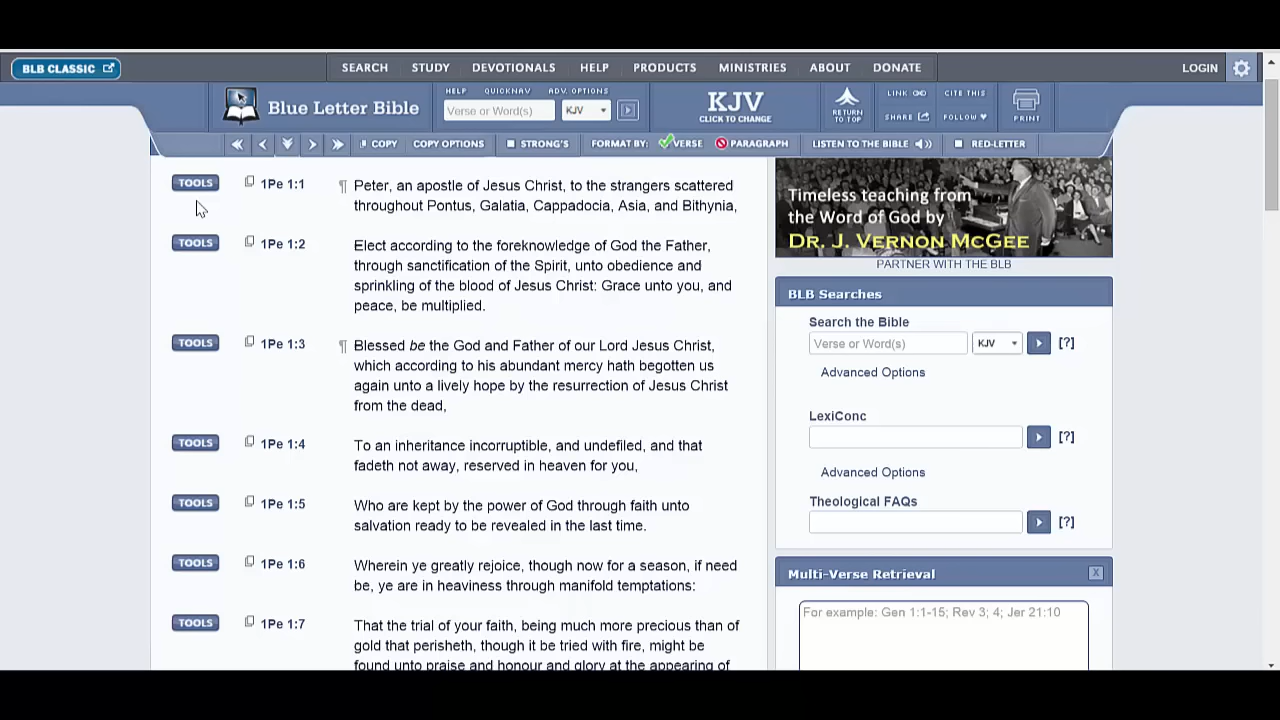 BLB CLASSIC
SEARCH STUDY DEVOTIONALS HELP PRODUCTS MINISTRIES ABOUT DONATE LOGIN
Blue Letter Bible
HELP QUICKNAV ADV. OPTIONS
Verse or Word(s) KJV
KJV
CLICK TO CHANGE
RETURN
TO TOP
LINK CITE THIS
SHARE FOLLOW
PRINT
COPY COPY OPTIONS STRONG'S FORMAT BY: VERSE PARAGRAPH LISTEN TO THE BIBLE RED-LETTER
TOOLS 1Pe 1:1 ¶ Peter, an apostle of Jesus Christ, to the strangers scattered
throughout Pontus, Galatia, Cappadocia, Asia, and Bithynia,
TOOLS 1Pe 1:2 Elect according to the foreknowledge of God the Father,
through sanctification of the Spirit, unto obedience and
sprinkling of the blood of Jesus Christ: Grace unto you, and
peace, be multiplied.
TOOLS 1Pe 1:3 ¶ Blessed be the God and Father of our Lord Jesus Christ,
which according to his abundant mercy hath begotten us
again unto a lively hope by the resurrection of Jesus Christ
from the dead,
TOOLS 1Pe 1:4 To an inheritance incorruptible, and undefiled, and that
fadeth not away, reserved in heaven for you,
TOOLS 1Pe 1:5 Who are kept by the power of God through faith unto
salvation ready to be revealed in the last time.
TOOLS 1Pe 1:6 Wherein ye greatly rejoice, though now for a season, if need
be, ye are in heaviness through manifold temptations:
TOOLS 1Pe 1:7 That the trial of your faith, being much more precious than of
gold that perisheth, though it be tried with fire, might be
found unto praise and honour and glory at the appearing of
Timeless teaching from
the Word of God by
DR. J. VERNON MCGEE
PARTNER WITH THE BLB
BLB Searches
Search the Bible
Verse or Word(s) KJV [?]
Advanced Options
LexiConc
[?]
Advanced Options
Theological FAQs
[?]
Multi-Verse Retrieval X
For example: Gen 1:1-15; Rev 3; 4; Jer 21:10